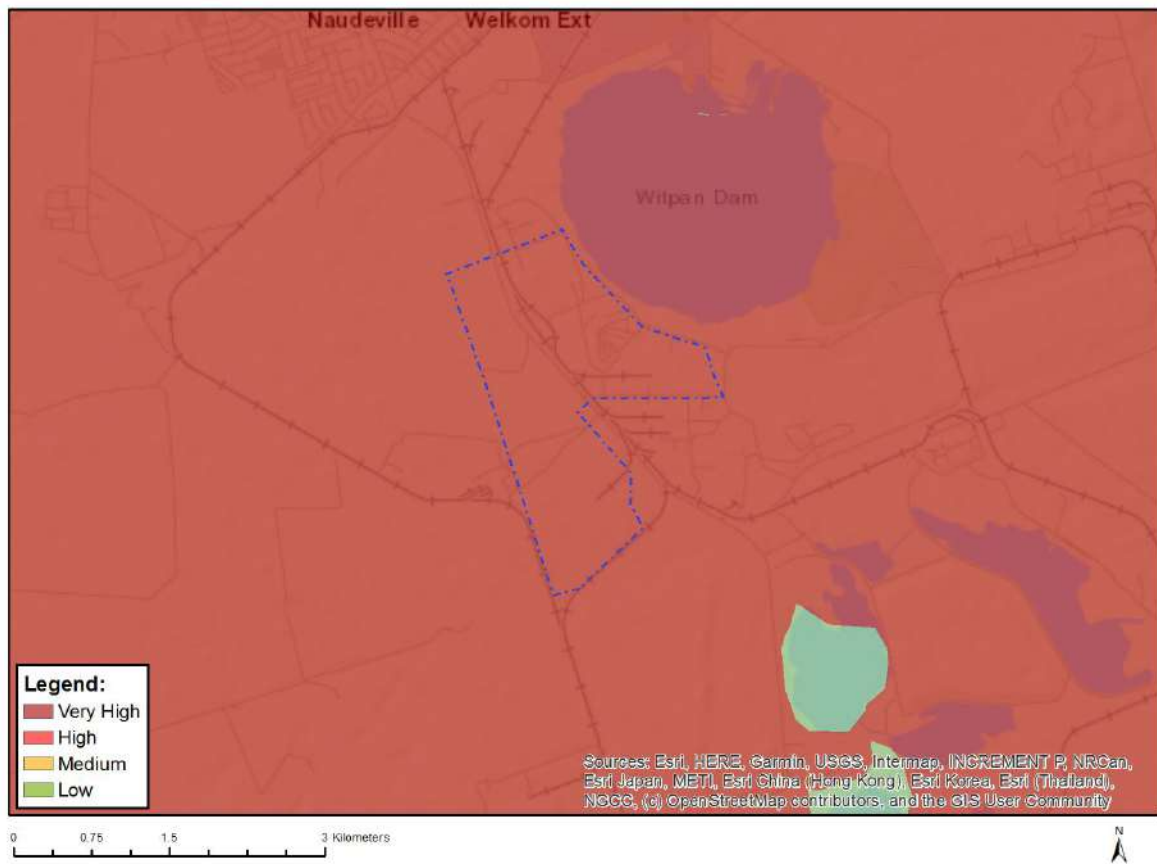 Naudeville Welkom Ext
Witpan Dam
Legend:
Very High
High
Medium
Low
Sources: Esri, HERE, Garmin, USGS, Intermap, INCREMENT P, NRCan,
Esri Japan, METI, Esri China (Hong Kong), Esri Korea, Esri (Thailand),
NGCC, (c) OpenStreetMap contributors, and the GIS User Community
0 0.75 1.5 3 Kilometers
N